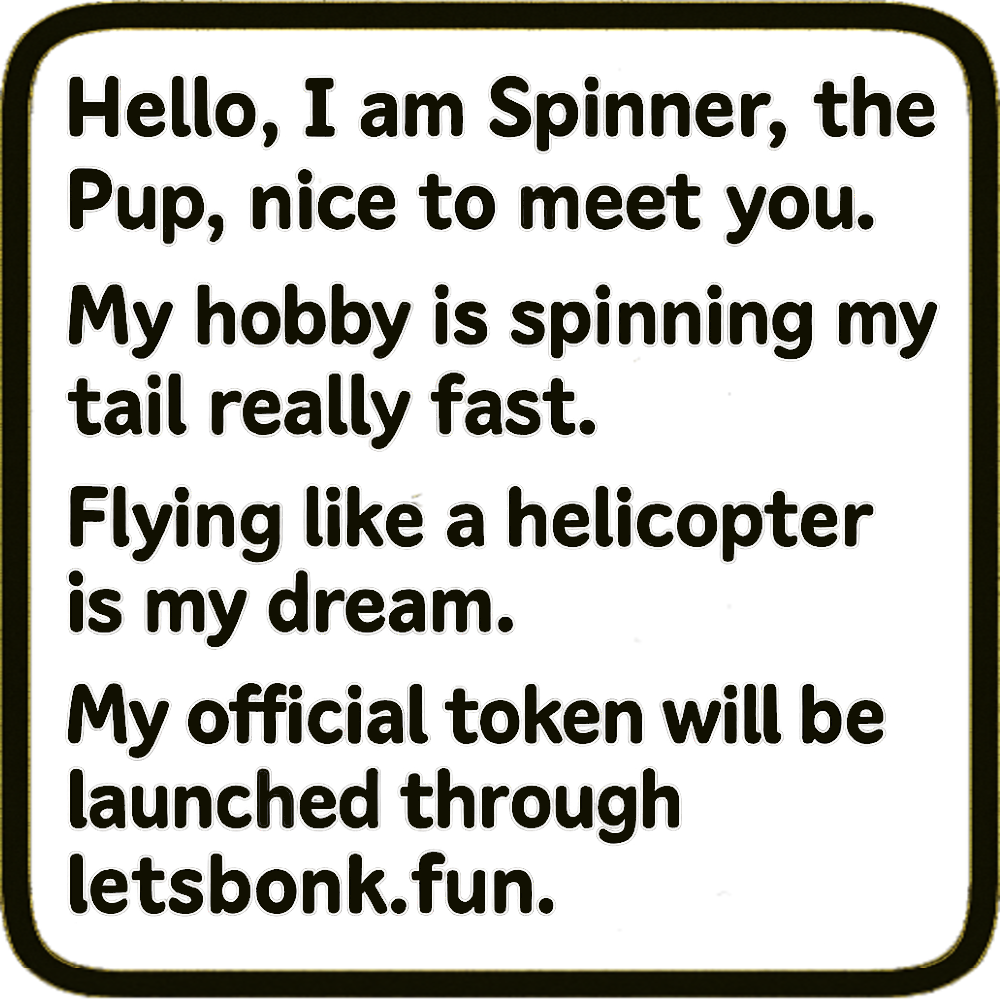 Hello, I am Spinner, the
Pup, nice to meet you.
My hobby is spinning my
tail really fast.
Flying like a helicopter
is my dream.
My official token will be
launched through
letsbonk.fun.